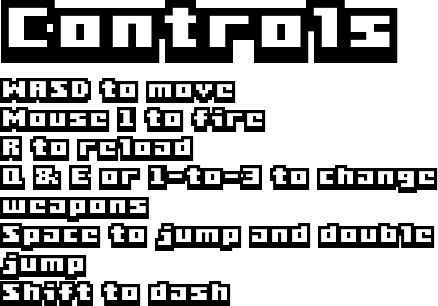 Controls
WASD to move
Mouse 1 to fire
R to reload
Q & E or 1-to-3 to change
weapons
Space to jump and double
jump
Shift to dash